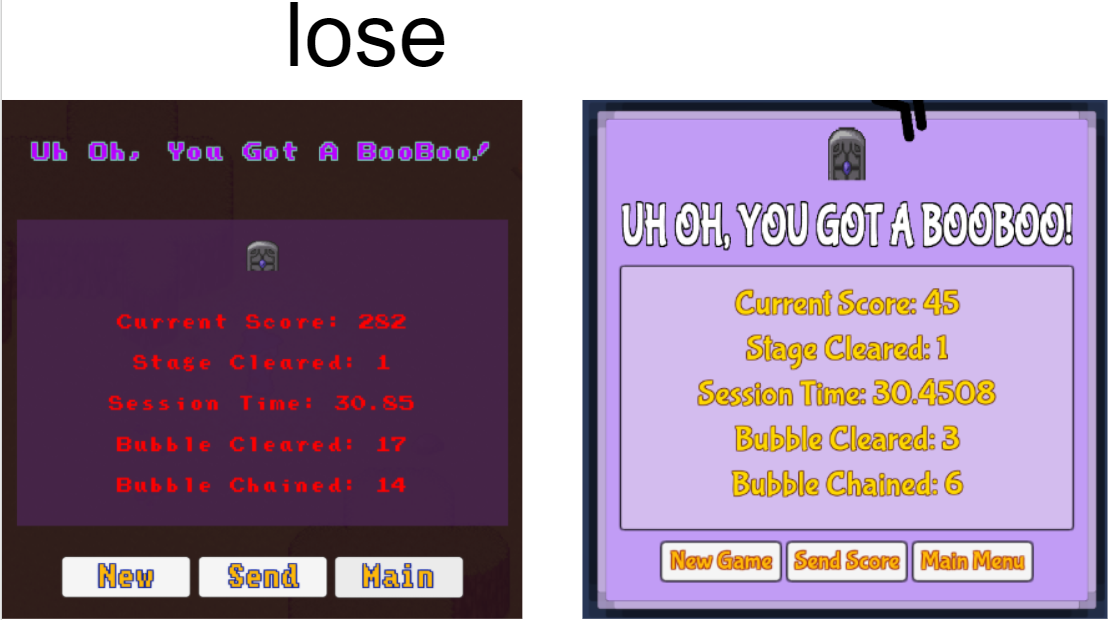 lose
Uh Oh, You Got A BooBoo!
Current Score: 282
Stage Cleared: 1
Session Time: 30.85
Bubble Cleared: 17
Bubble Chained: 14
New Send Main
UH OH, YOU GOT A BOOBOO!
Current Score: 45
Stage Cleared: 1
Session Time: 30.4508
Bubble Cleared: 3
Bubble Chained: 6
New Game Send Score Main Menu